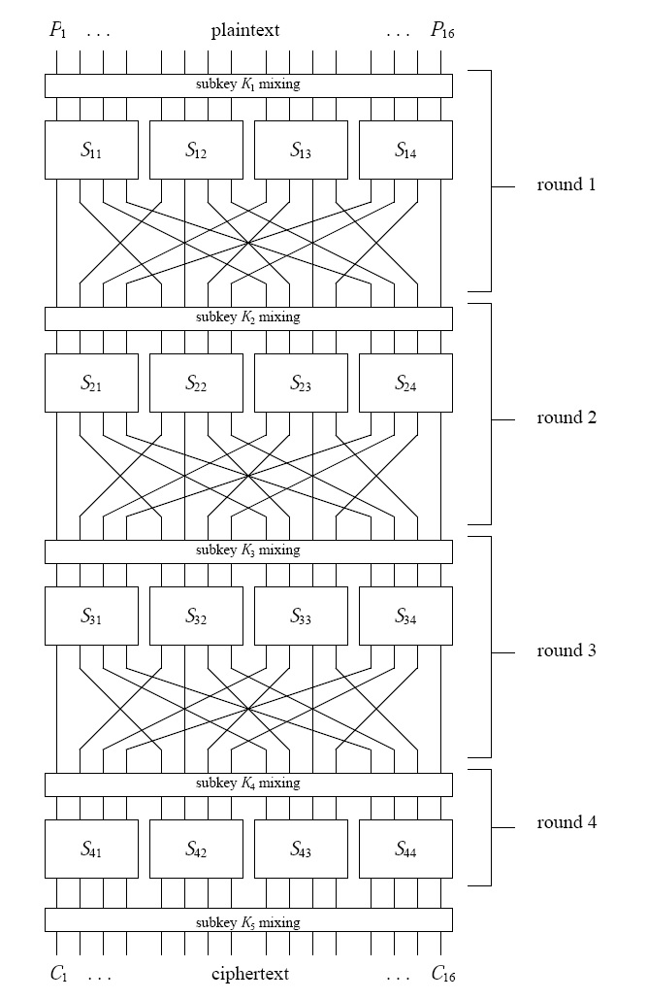 P₁ ... plaintext ... P₁₆
subkey K₁ mixing
S₁₁ S₁₂ S₁₃ S₁₄
round 1
subkey K₂ mixing
S₂₁ S₂₂ S₂₃ S₂₄
round 2
subkey K₃ mixing
S₃₁ S₃₂ S₃₃ S₃₄
round 3
subkey K₄ mixing
S₄₁ S₄₂ S₄₃ S₄₄
round 4
subkey K₅ mixing
C₁ ... ciphertext ... C₁₆